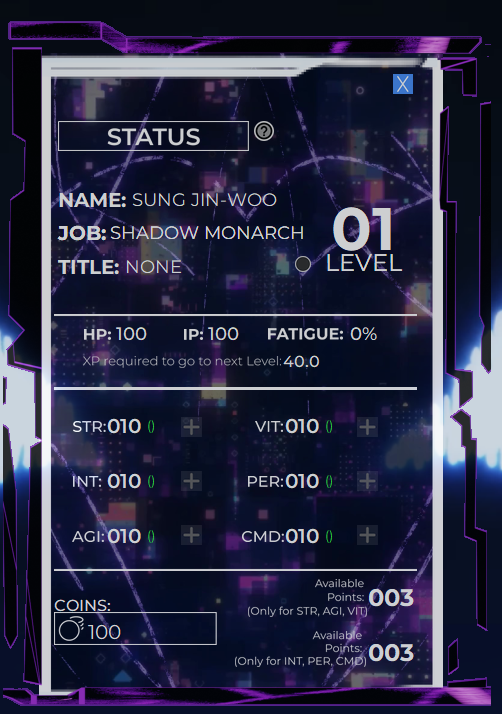 X
STATUS ?
NAME: SUNG JIN-WOO
JOB: SHADOW MONARCH
TITLE: NONE
01
LEVEL
HP: 100 IP: 100 FATIGUE: 0%
XP required to go to next Level: 40.0
STR: 010 () + VIT: 010 () +
INT: 010 () + PER: 010 () +
AGI: 010 () + CMD: 010 () +
COINS:
100
Available
Points: 003
(Only for STR, AGI, VIT)
Available
Points: 003
(Only for INT, PER, CMD)